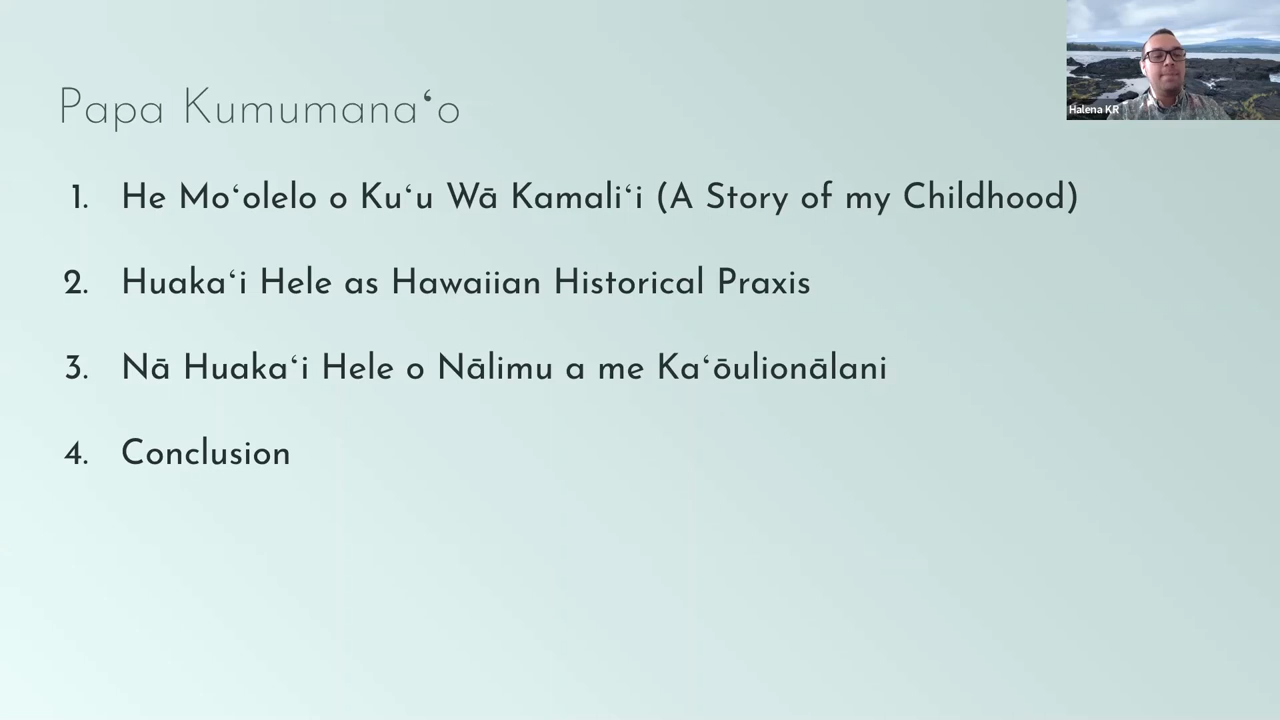 Papa Kumumanaʻo
1. He Moʻolelo o Kuʻu Wā Kamaliʻi (A Story of my Childhood)
2. Huakaʻi Hele as Hawaiian Historical Praxis
3. Nā Huakaʻi Hele o Nālimu a me Kaʻōulionālani
4. Conclusion
Halena KR